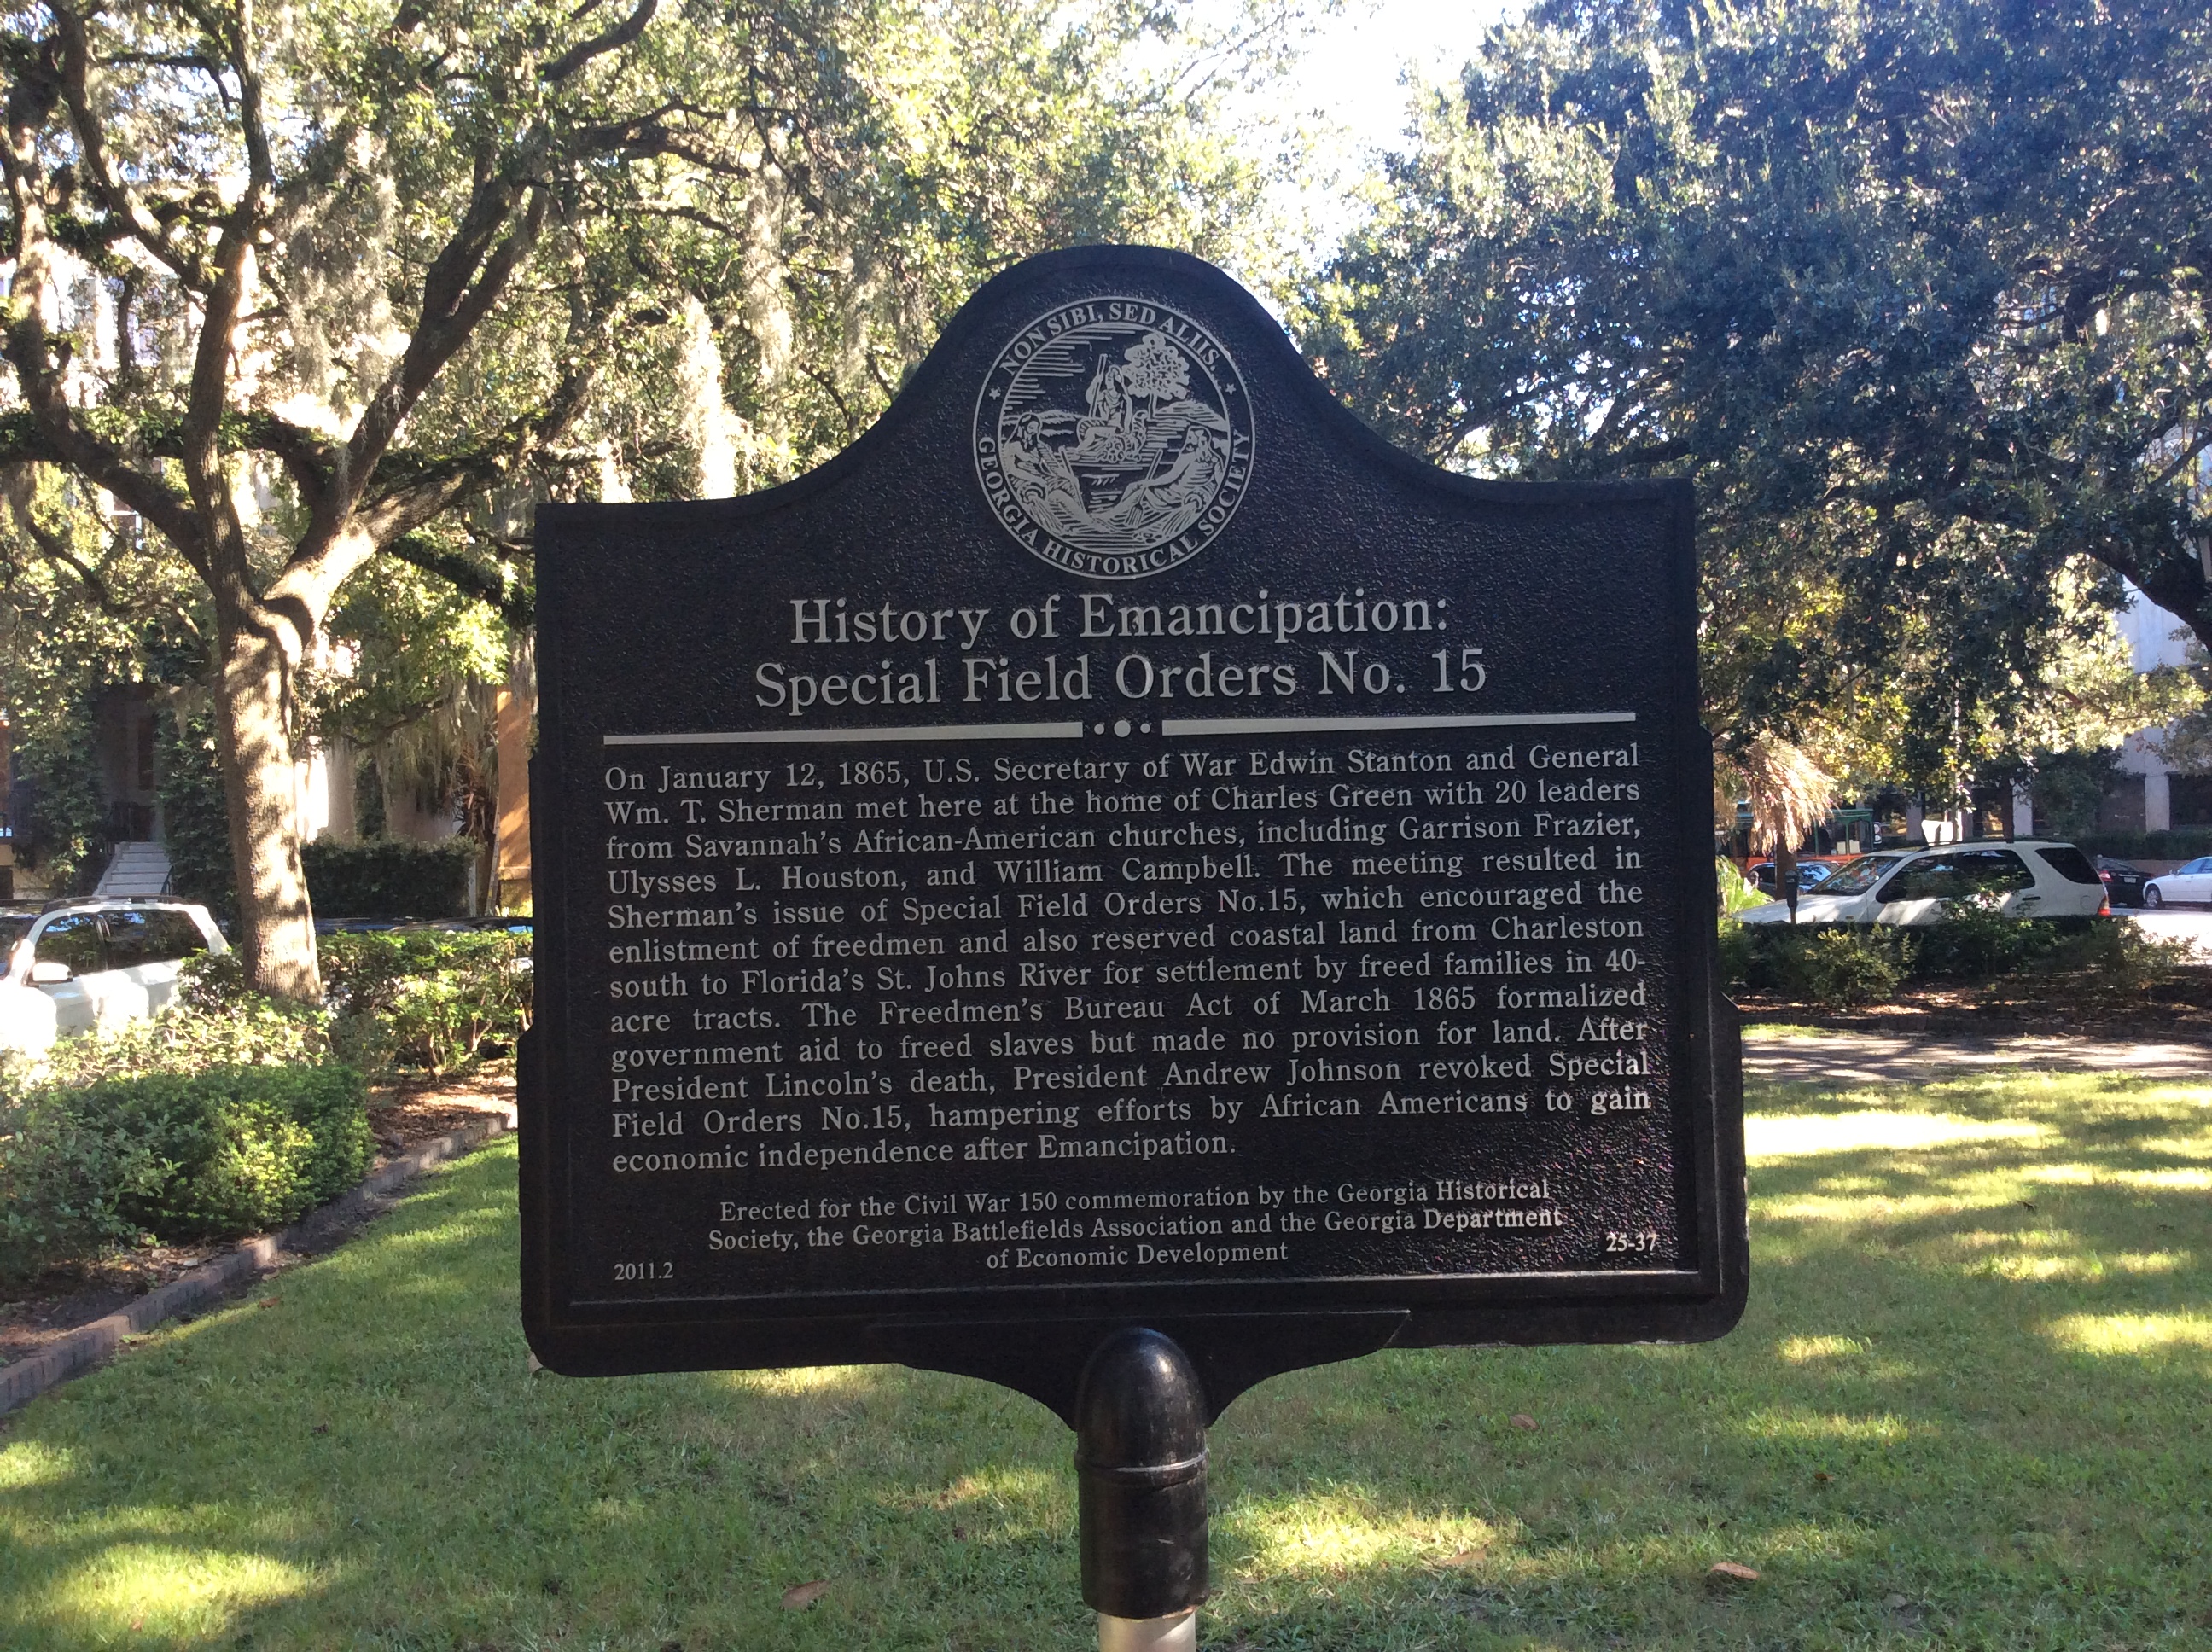 NON SIBI, SED ALIIS.
GEORGIA HISTORICAL SOCIETY
History of Emancipation:
Special Field Orders No. 15
On January 12, 1865, U.S. Secretary of War Edwin Stanton and General
Wm. T. Sherman met here at the home of Charles Green with 20 leaders
from Savannah's African-American churches, including Garrison Frazier,
Ulysses L. Houston, and William Campbell. The meeting resulted in
Sherman's issue of Special Field Orders No.15, which encouraged the
enlistment of freedmen and also reserved coastal land from Charleston
south to Florida's St. Johns River for settlement by freed families in 40-
acre tracts. The Freedmen's Bureau Act of March 1865 formalized
government aid to freed slaves but made no provision for land. After
President Lincoln's death, President Andrew Johnson revoked Special
Field Orders No.15, hampering efforts by African Americans to gain
economic independence after Emancipation.
Erected for the Civil War 150 commemoration by the Georgia Historical
Society, the Georgia Battlefields Association and the Georgia Department
of Economic Development
2011.2
25-37